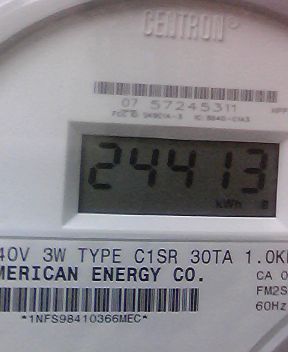 CENTRON
07 57245311
24413
kWh
40V 3W TYPE C1SR 30TA 1.0K
MERICAN ENERGY CO.
CA 0
FM2S
60Hz
*1NFS98410366MEC*